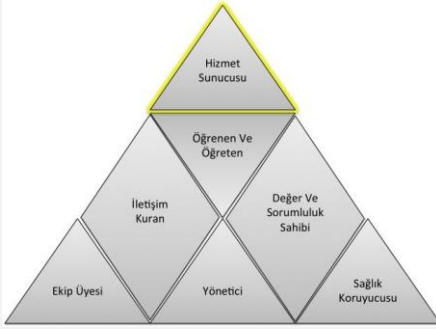 Hizmet
Sunucusu
Öğrenen Ve
Öğreten
İletişim
Kuran
Değer Ve
Sorumluluk
Sahibi
Ekip Üyesi
Yönetici
Sağlık
Koruyucusu